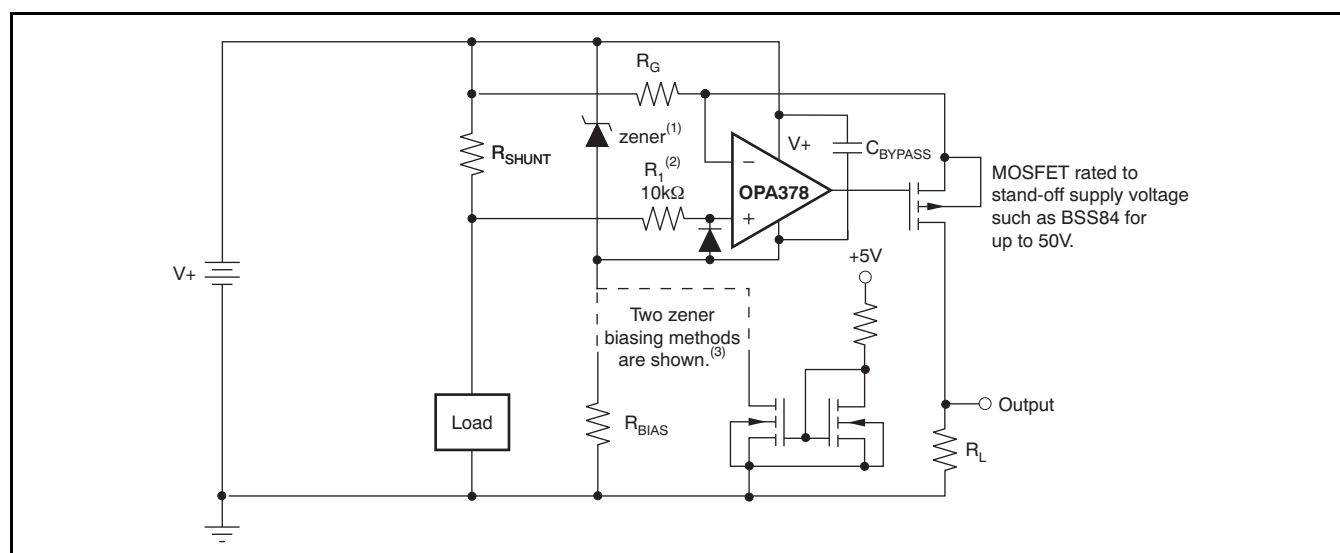 R_G
zener(1)
V+
C_BYPASS
R_SHUNT
R_1(2)
10kΩ
−
OPA378
+
MOSFET rated to
stand-off supply voltage
such as BSS84 for
up to 50V.
+5V
V+
Two zener
biasing methods
are shown.(3)
Load
R_BIAS
Output
R_L